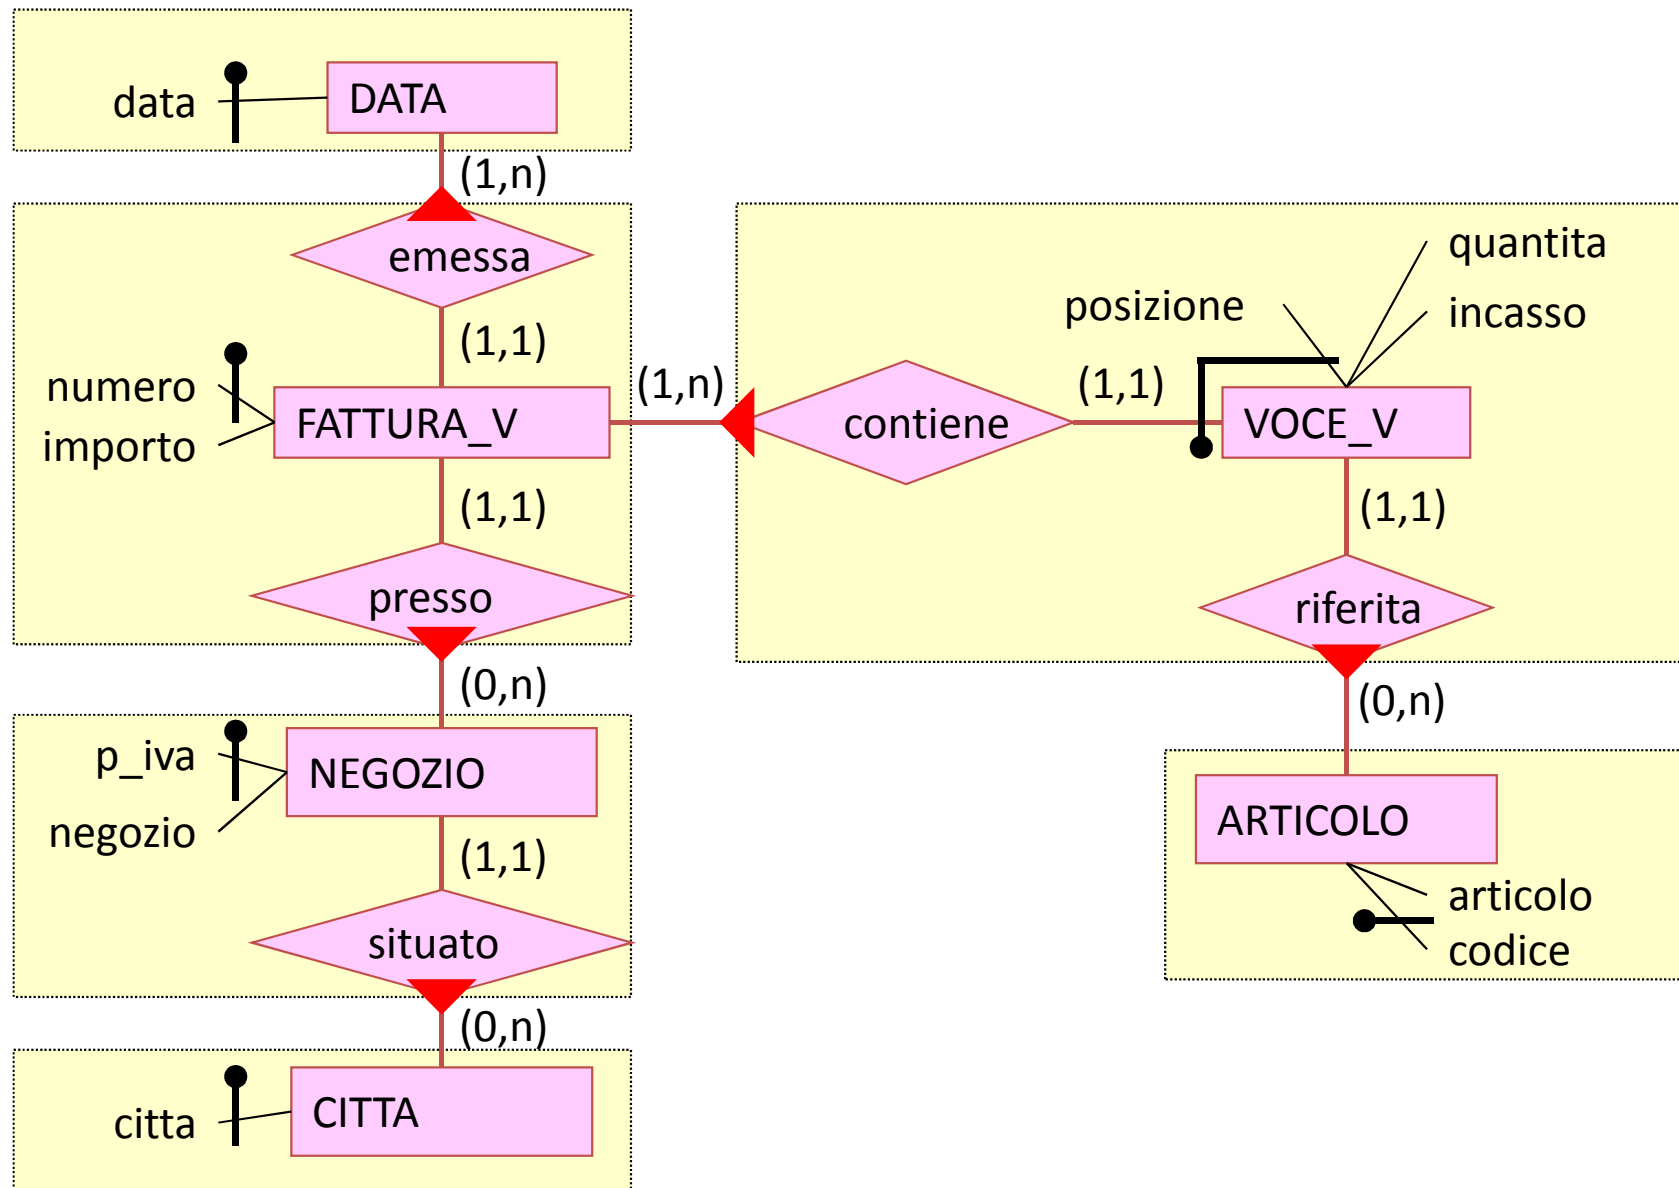 data
DATA
(1,n)
emessa
(1,1)
numero
importo
FATTURA_V
(1,n)
contiene
(1,1)
posizione
quantita
incasso
VOCE_V
(1,1)
presso
(0,n)
(1,1)
riferita
(0,n)
p_iva
negozio
NEGOZIO
(1,1)
situato
(0,n)
citta
CITTA
ARTICOLO
articolo
codice